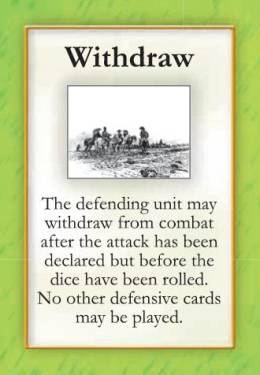 Withdraw
The defending unit may
withdraw from combat
after the attack has been
declared but before the
dice have been rolled.
No other defensive cards
may be played.